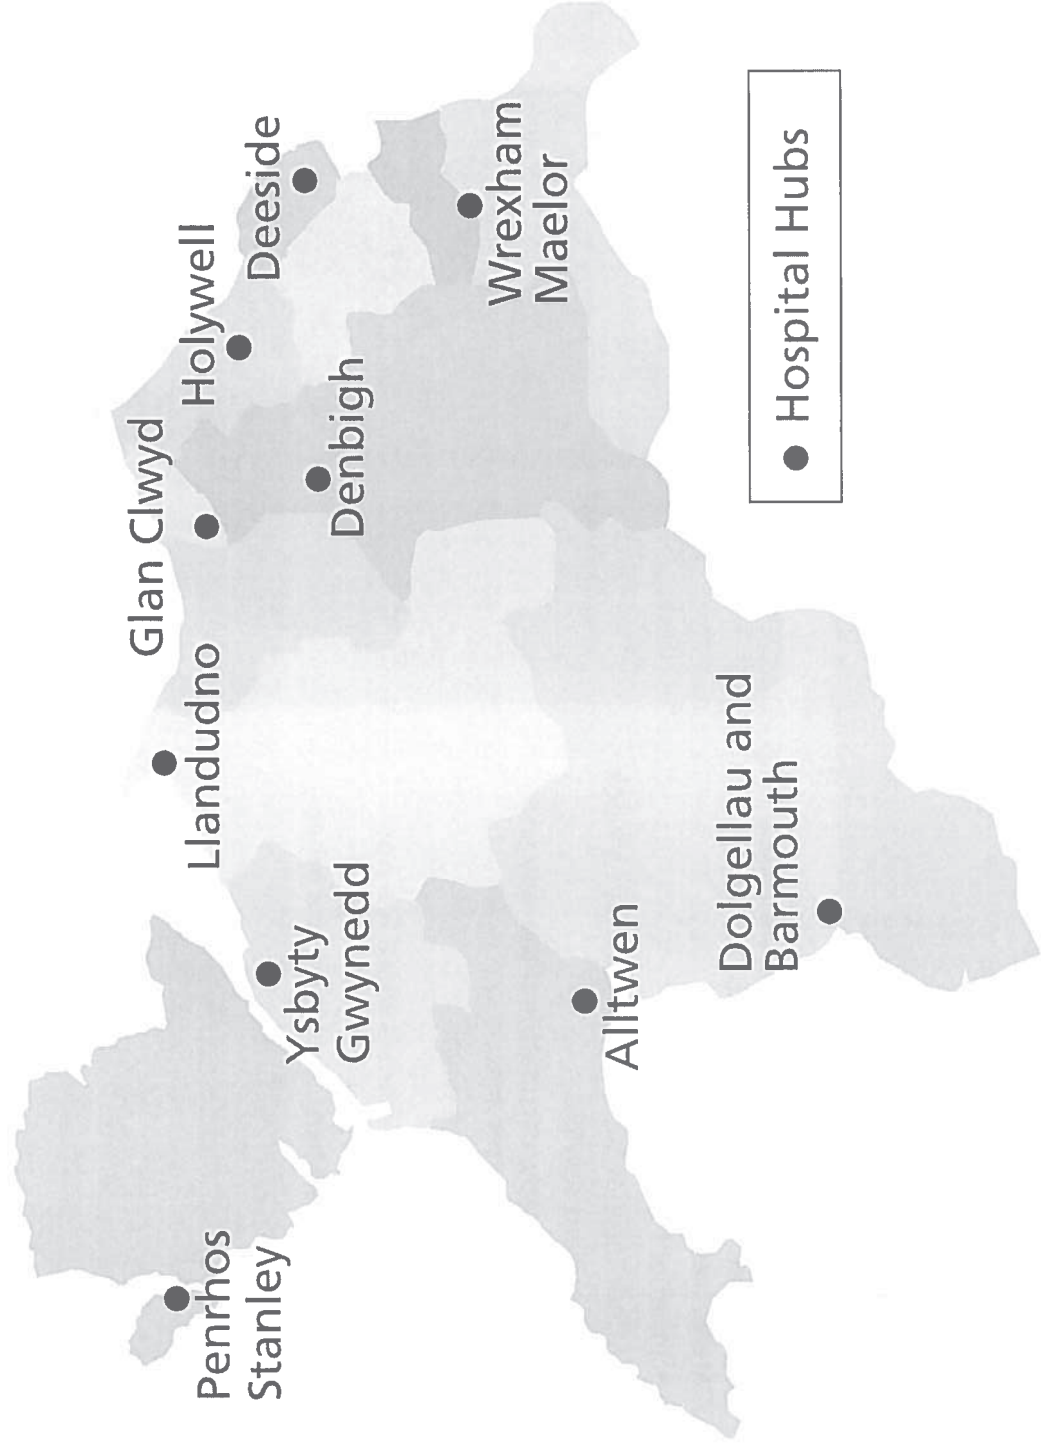 Penrhos
Stanley
Ysbyty
Gwynedd
Llandudno
Glan Clwyd
Holywell
Deeside
Denbigh
Wrexham
Maelor
Alltwen
Dolgellau and
Barmouth
Hospital Hubs